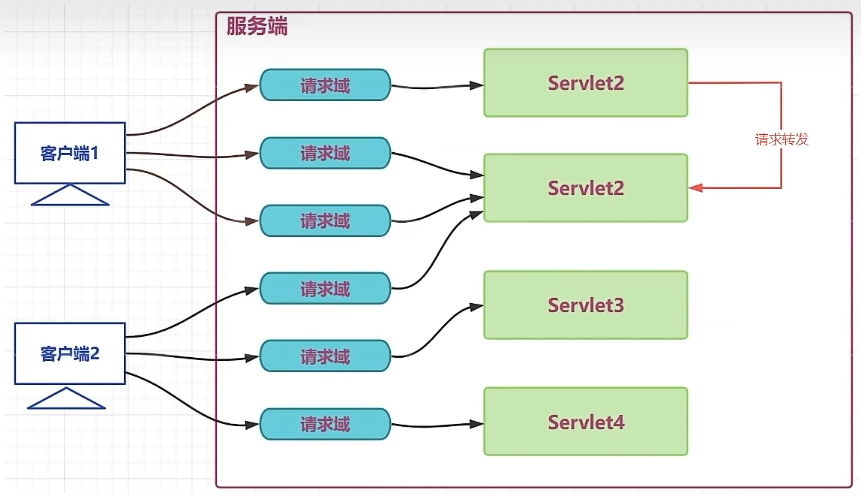 服务端
请求域
Servlet2
请求转发
客户端1
请求域
Servlet2
请求域
请求域
Servlet3
客户端2
请求域
请求域
Servlet4